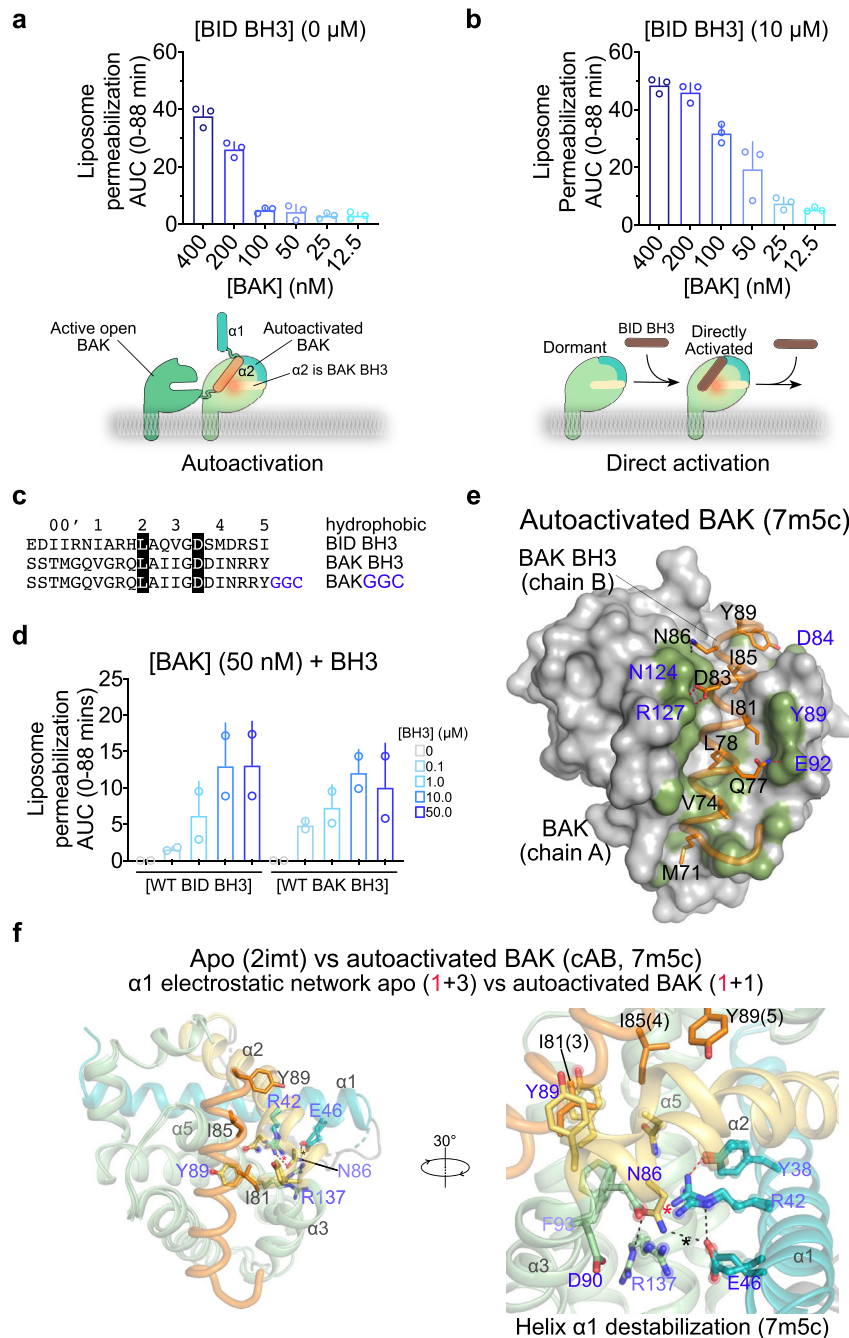 a
[BID BH3] (0 µM)
Liposome
permeabilization
AUC (0-88 min)
60
40
20
0
400
200
100
50
25
12.5
[BAK] (nM)
Active open
BAK
α1
Autoactivated
BAK
α2
α2 is BAK BH3
Autoactivation
b
[BID BH3] (10 µM)
Liposome
Permeabilization
AUC (0-88 min)
60
40
20
0
400
200
100
50
25
12.5
[BAK] (nM)
Dormant
BID BH3
Directly
Activated
Direct activation
c
00' 1 2 3 4 5 hydrophobic
EDIIRNIARHLAQVGDSMDRSI BID BH3
SSTMGQVGRQLAIIGDDINRRY BAK BH3
SSTMGQVGRQLAIIGDDINRRYGGC BAKGGC
d
[BAK] (50 nM) + BH3
Liposome
permeabilization
AUC (0-88 mins)
25
20
15
10
5
0
[BH3] (µM)
0
0.1
1.0
10.0
50.0
[WT BID BH3]
[WT BAK BH3]
e
Autoactivated BAK (7m5c)
BAK BH3
(chain B)
Y89
N86
D84
I85
N124
D83
R127
I81
Y89
L78
E92
Q77
V74
BAK
(chain A)
M71
f
Apo (2imt) vs autoactivated BAK (cAB, 7m5c)
α1 electrostatic network apo (1+3) vs autoactivated BAK (1+1)
α2
Y89
α1
R42
E46
α5
I85
*
*
Y89
N86
I81
R137
α3
30°
I85(4)
Y89(5)
I81(3)
Y89
α5
α2
N86
Y38
*
R42
F93
*
α3
α1
D90
R137
E46
Helix α1 destabilization (7m5c)